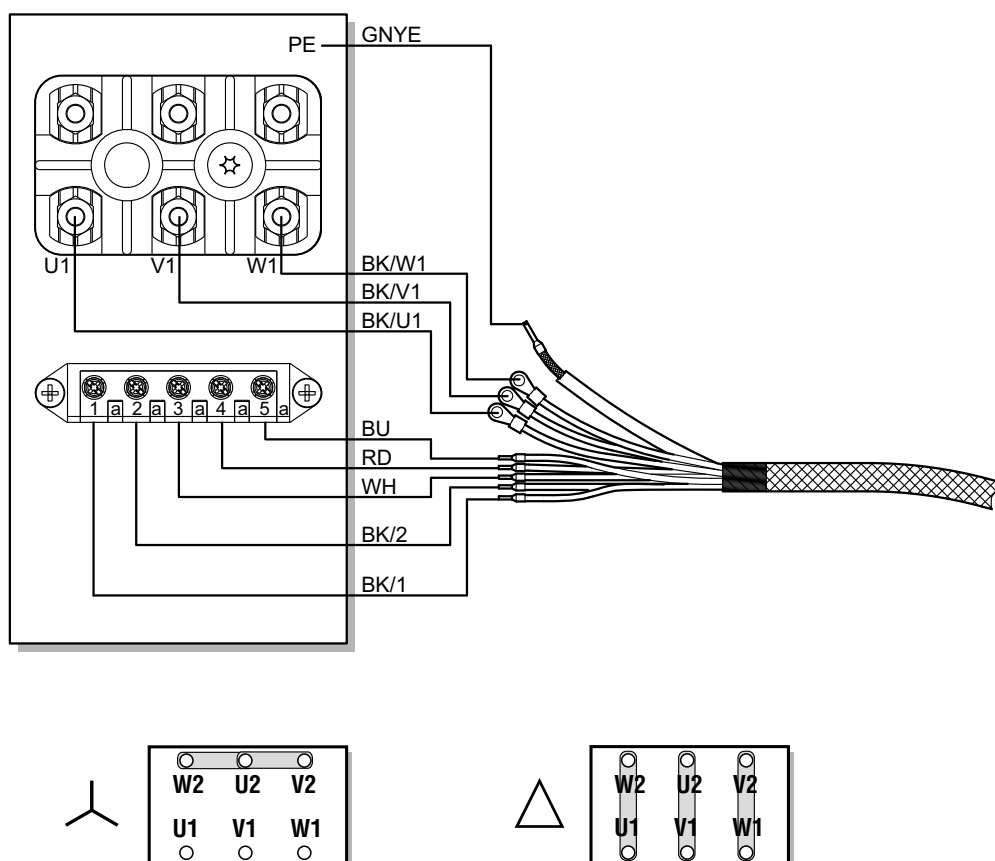 PE GNYE
U1 V1 W1
BK/W1
BK/V1
BK/U1
1 a 2 a 3 a 4 a 5 a
BU
RD
WH
BK/2
BK/1
W2 U2 V2
U1 V1 W1
W2 U2 V2
U1 V1 W1